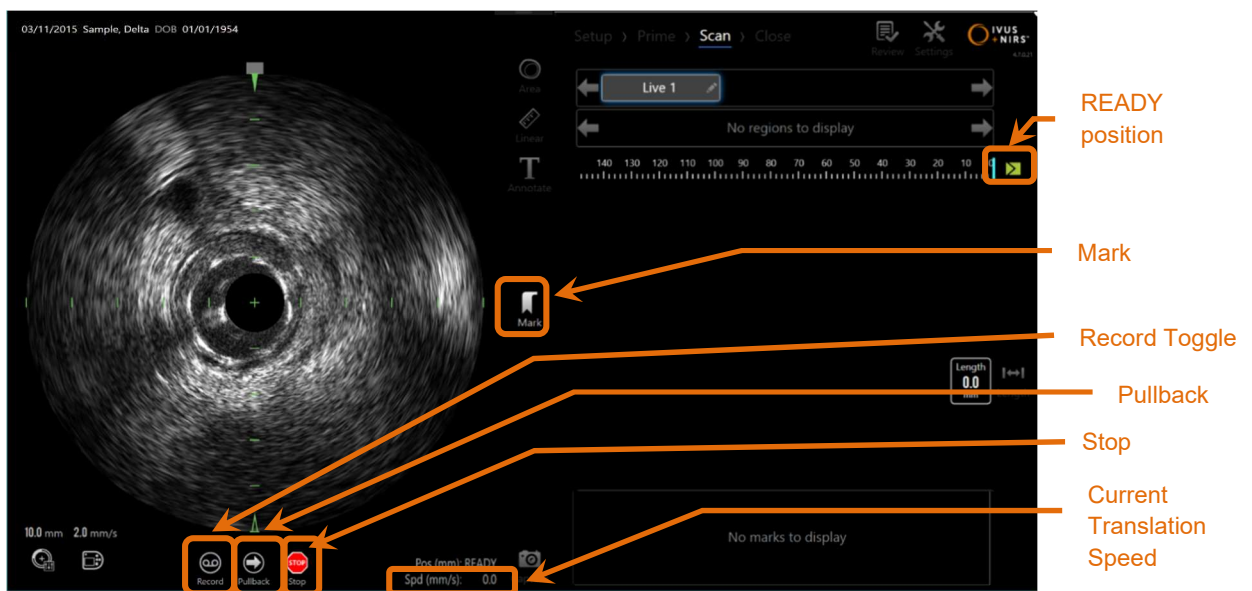 03/11/2015 Sample, Delta DOB 01/01/1954
Setup > Prime > Scan > Close
Review
Settings
IVUS
+NIRS
Area
Linear
Annotate
Live 1
No regions to display
140 130 120 110 100 90 80 70 60 50 40 30 20 10 0
READY
position
Mark
Mark
Record Toggle
Length
0.0
mm
Pullback
Stop
Current
Translation
Speed
10.0 mm 2.0 mm/s
Record
Pullback
STOP
Stop
Pos (mm): READY
Spd (mm/s): 0.0
No marks to display